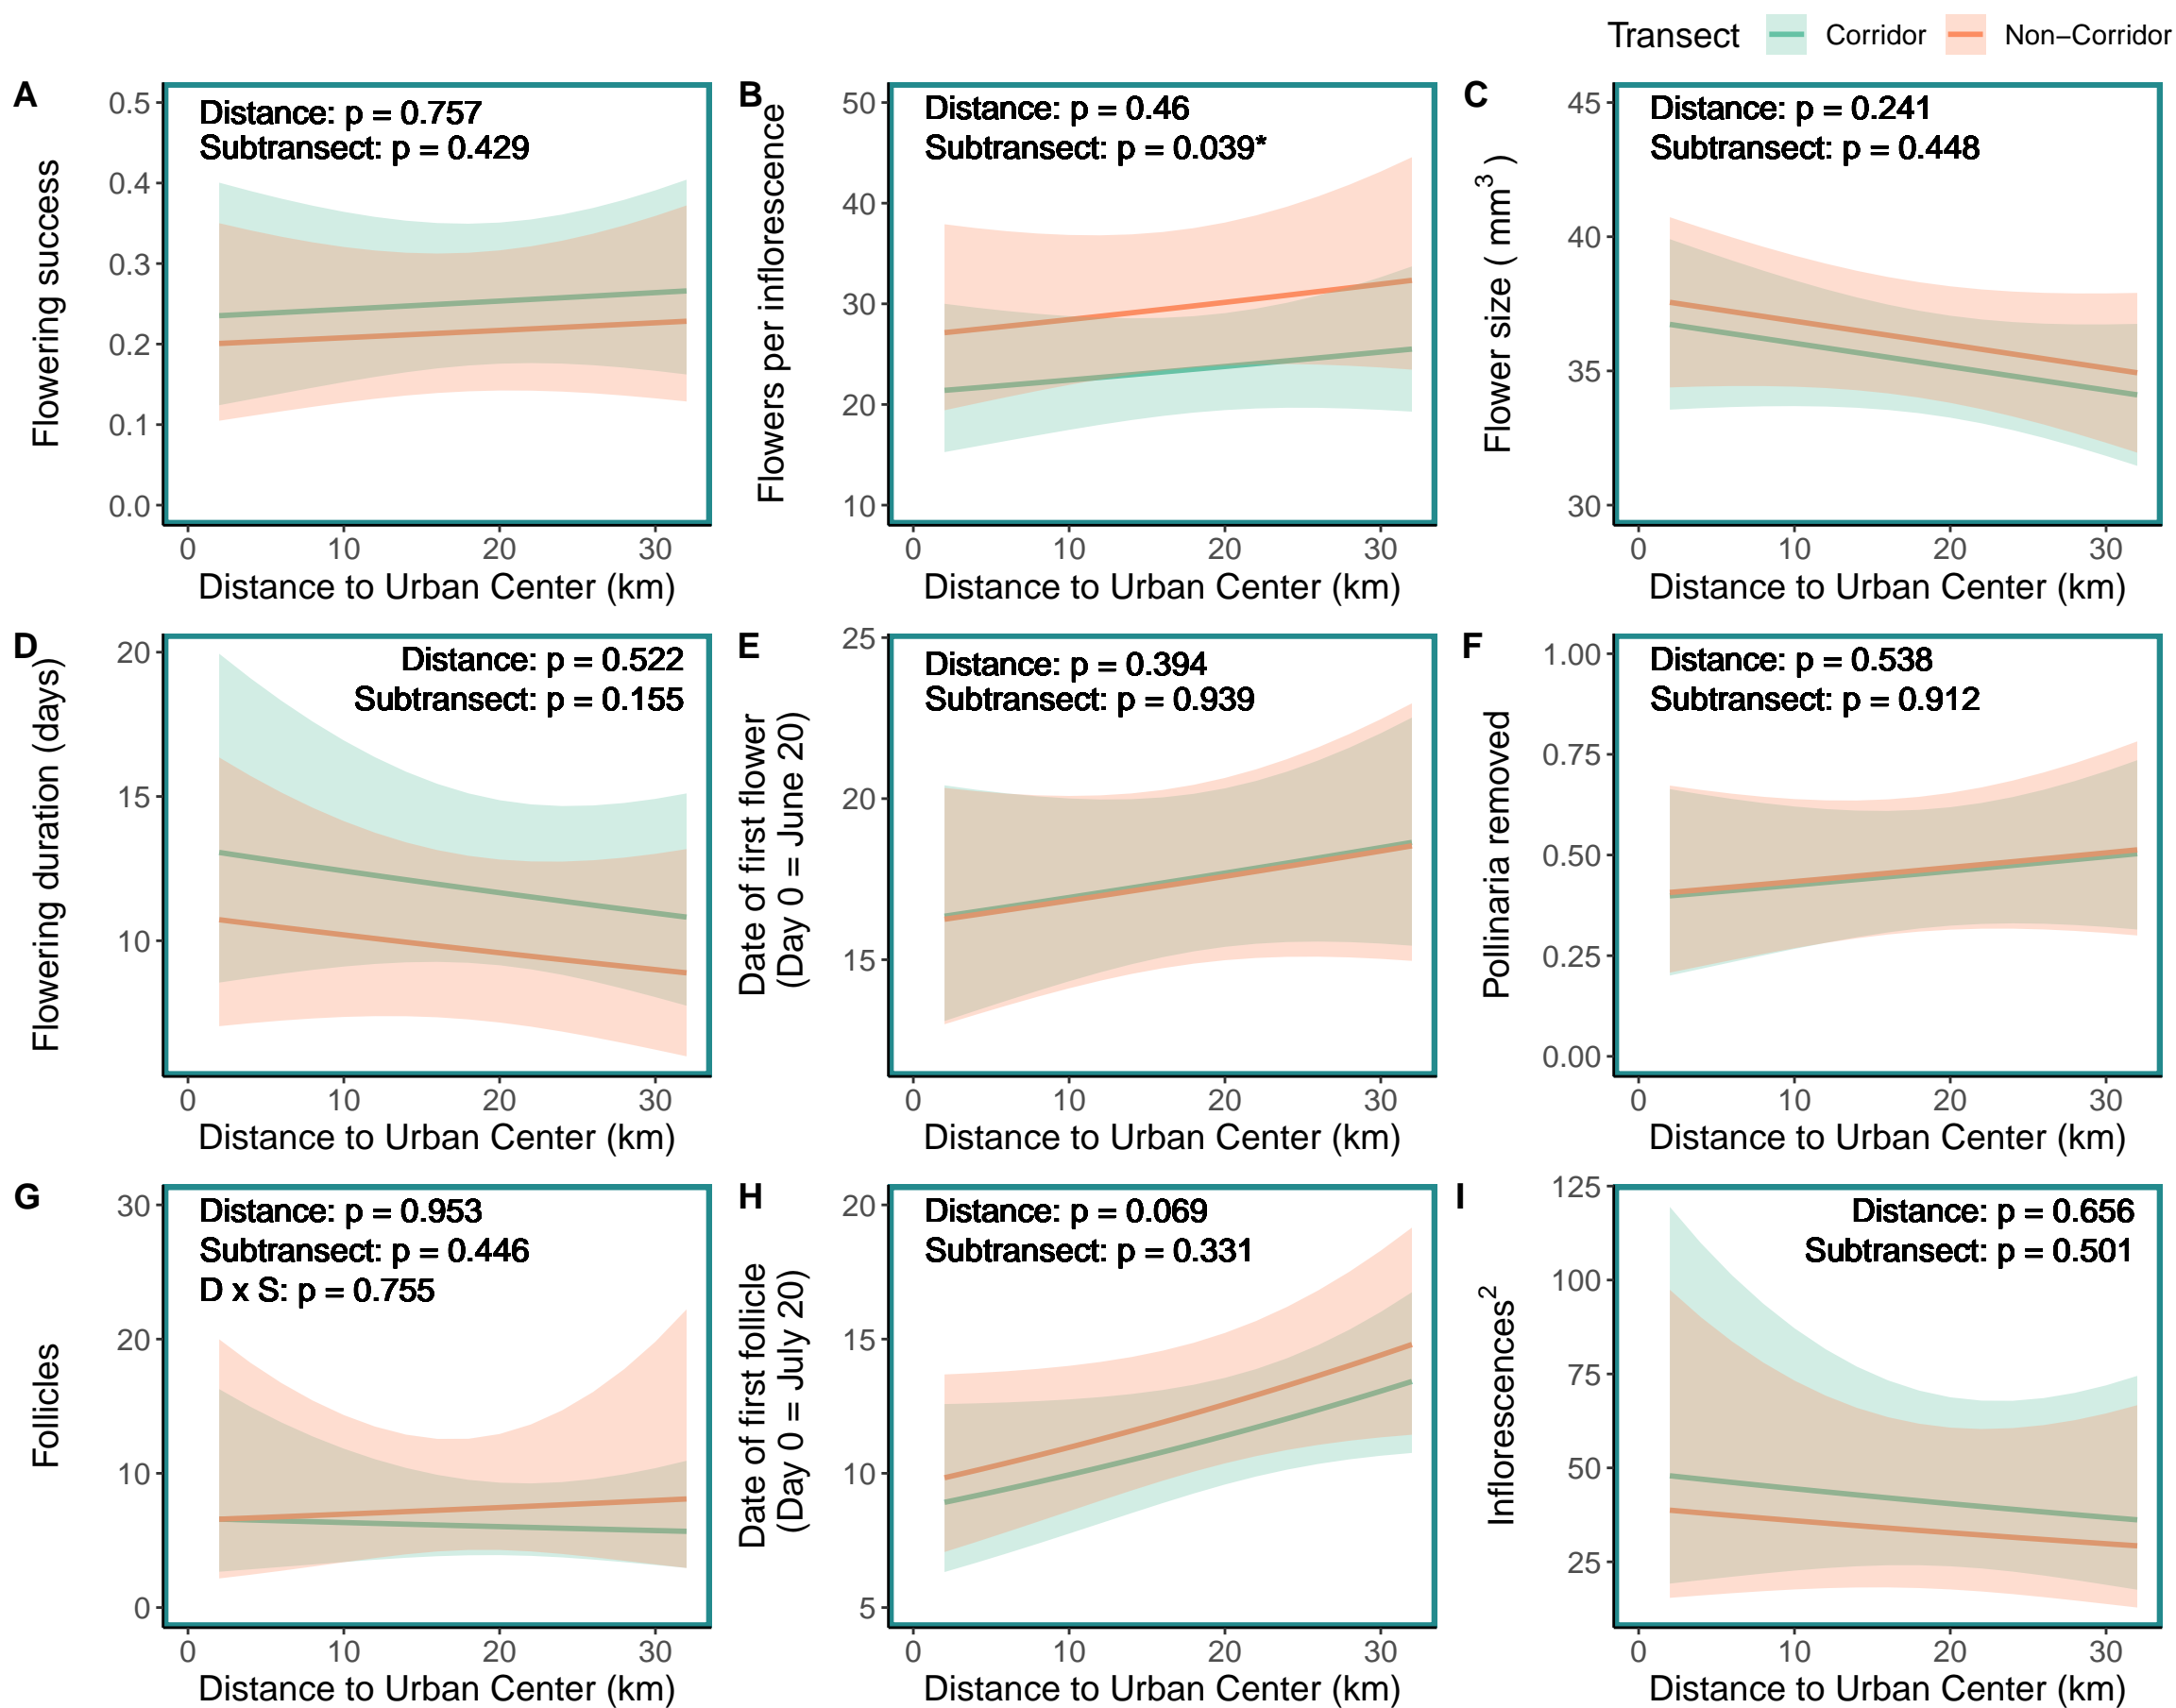 Transect Corridor Non−Corridor
A
Distance: p = 0.757
Subtransect: p = 0.429
Flowering success
0.5
0.4
0.3
0.2
0.1
0.0
0 10 20 30
Distance to Urban Center (km)
B
Distance: p = 0.46
Subtransect: p = 0.039*
Flowers per inflorescence
50
40
30
20
10
0 10 20 30
Distance to Urban Center (km)
C
Distance: p = 0.241
Subtransect: p = 0.448
Flower size ( mm³ )
45
40
35
30
0 10 20 30
Distance to Urban Center (km)
D
Distance: p = 0.522
Subtransect: p = 0.155
Flowering duration (days)
20
15
10
0 10 20 30
Distance to Urban Center (km)
E
Distance: p = 0.394
Subtransect: p = 0.939
Date of first flower
(Day 0 = June 20)
25
20
15
0 10 20 30
Distance to Urban Center (km)
F
Distance: p = 0.538
Subtransect: p = 0.912
Pollinaria removed
1.00
0.75
0.50
0.25
0.00
0 10 20 30
Distance to Urban Center (km)
G
Distance: p = 0.953
Subtransect: p = 0.446
D x S: p = 0.755
Follicles
30
20
10
0
0 10 20 30
Distance to Urban Center (km)
H
Distance: p = 0.069
Subtransect: p = 0.331
Date of first follicle
(Day 0 = July 20)
20
15
10
5
0 10 20 30
Distance to Urban Center (km)
I
Distance: p = 0.656
Subtransect: p = 0.501
Inflorescences²
125
100
75
50
25
0 10 20 30
Distance to Urban Center (km)